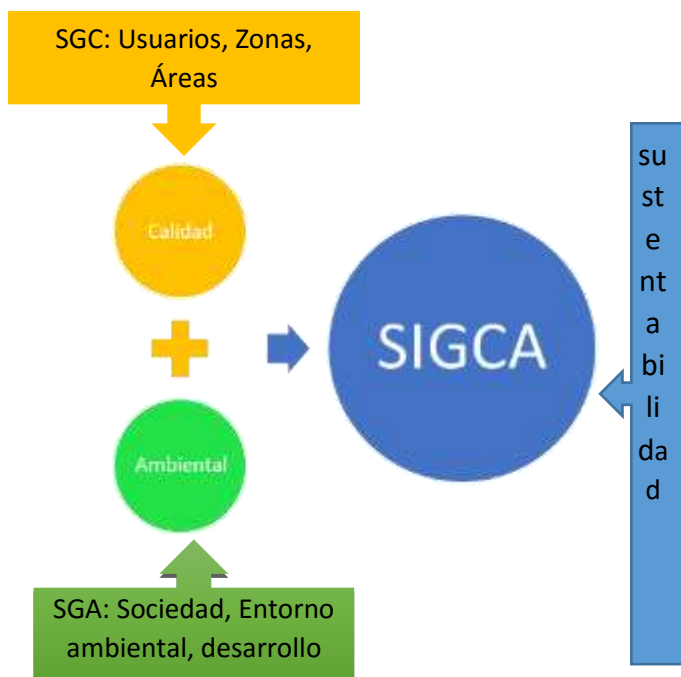 SGC: Usuarios, Zonas,
Áreas
Calidad
SIGCA
Ambiental
SGA: Sociedad, Entorno
ambiental, desarrollo
su
st
e
nt
a
bi
li
da
d